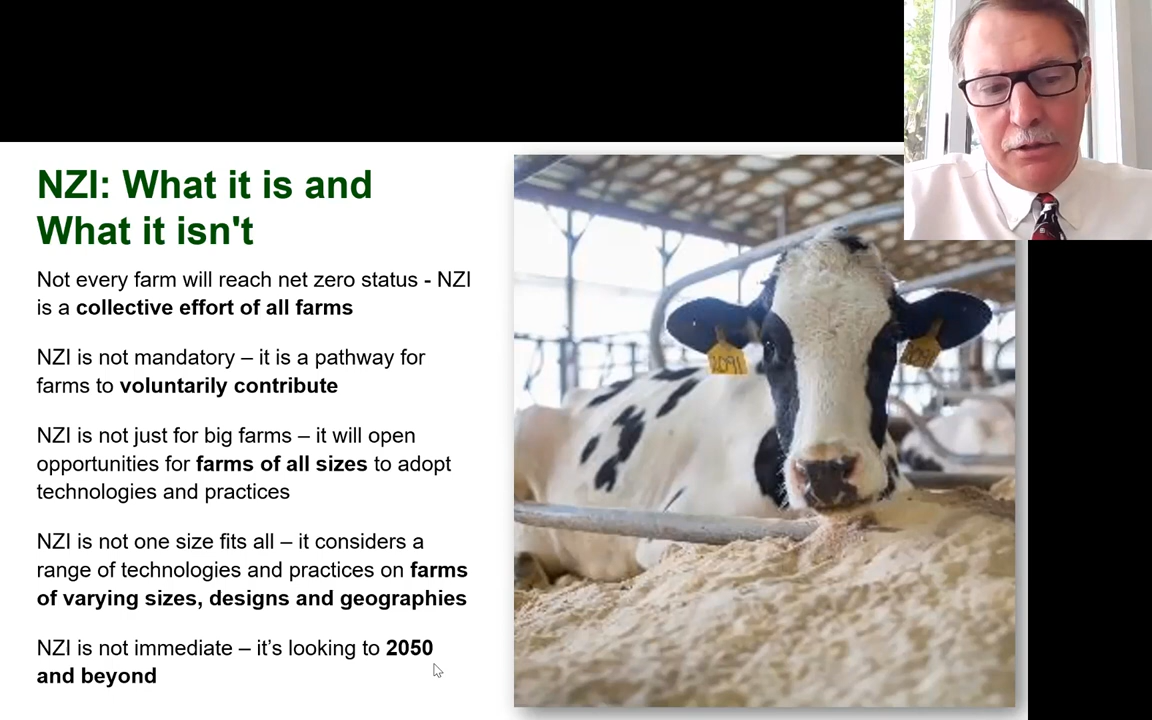 NZI: What it is and
What it isn't
Not every farm will reach net zero status - NZI
is a collective effort of all farms
NZI is not mandatory – it is a pathway for
farms to voluntarily contribute
NZI is not just for big farms – it will open
opportunities for farms of all sizes to adopt
technologies and practices
NZI is not one size fits all – it considers a
range of technologies and practices on farms
of varying sizes, designs and geographies
NZI is not immediate – it’s looking to 2050
and beyond
2091
2091